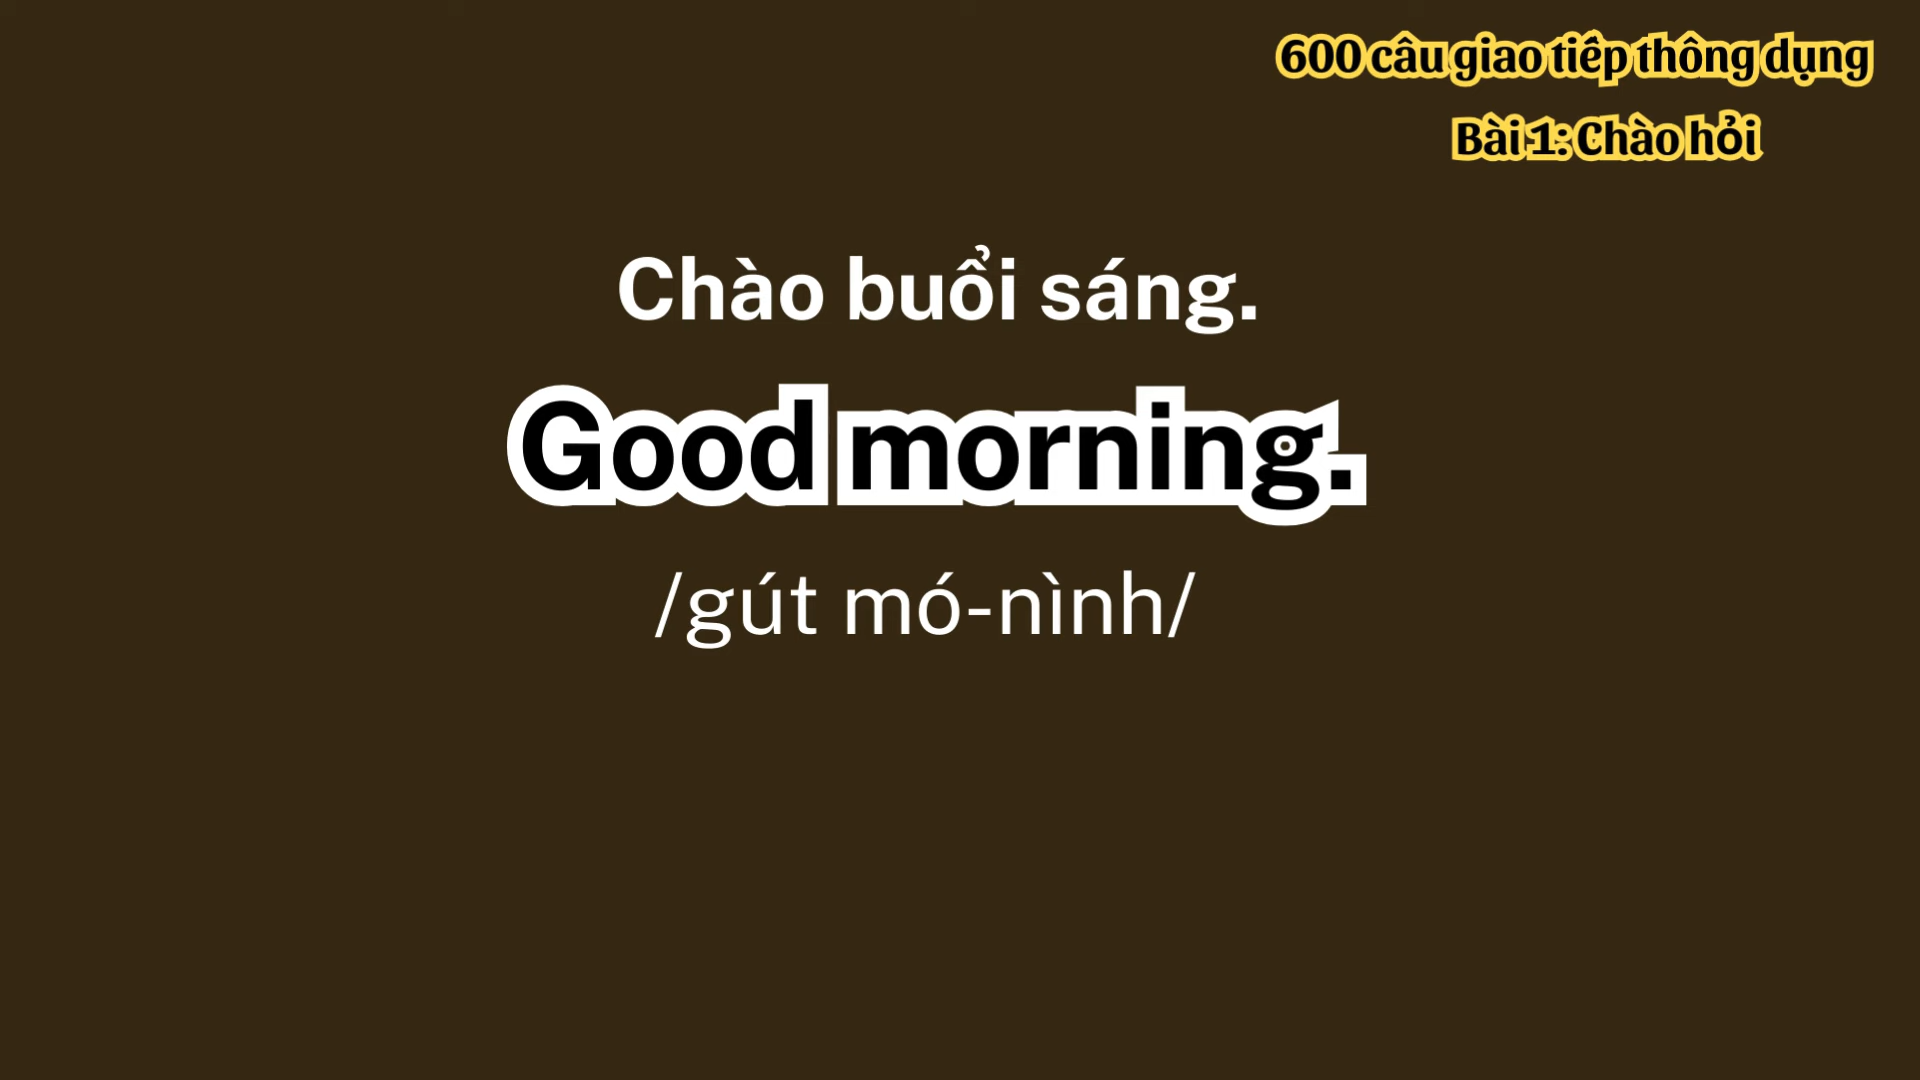 600 câu giao tiếp thông dụng
Bài 1: Chào hỏi
Chào buổi sáng.
Good morning.
/gút mó-nình/